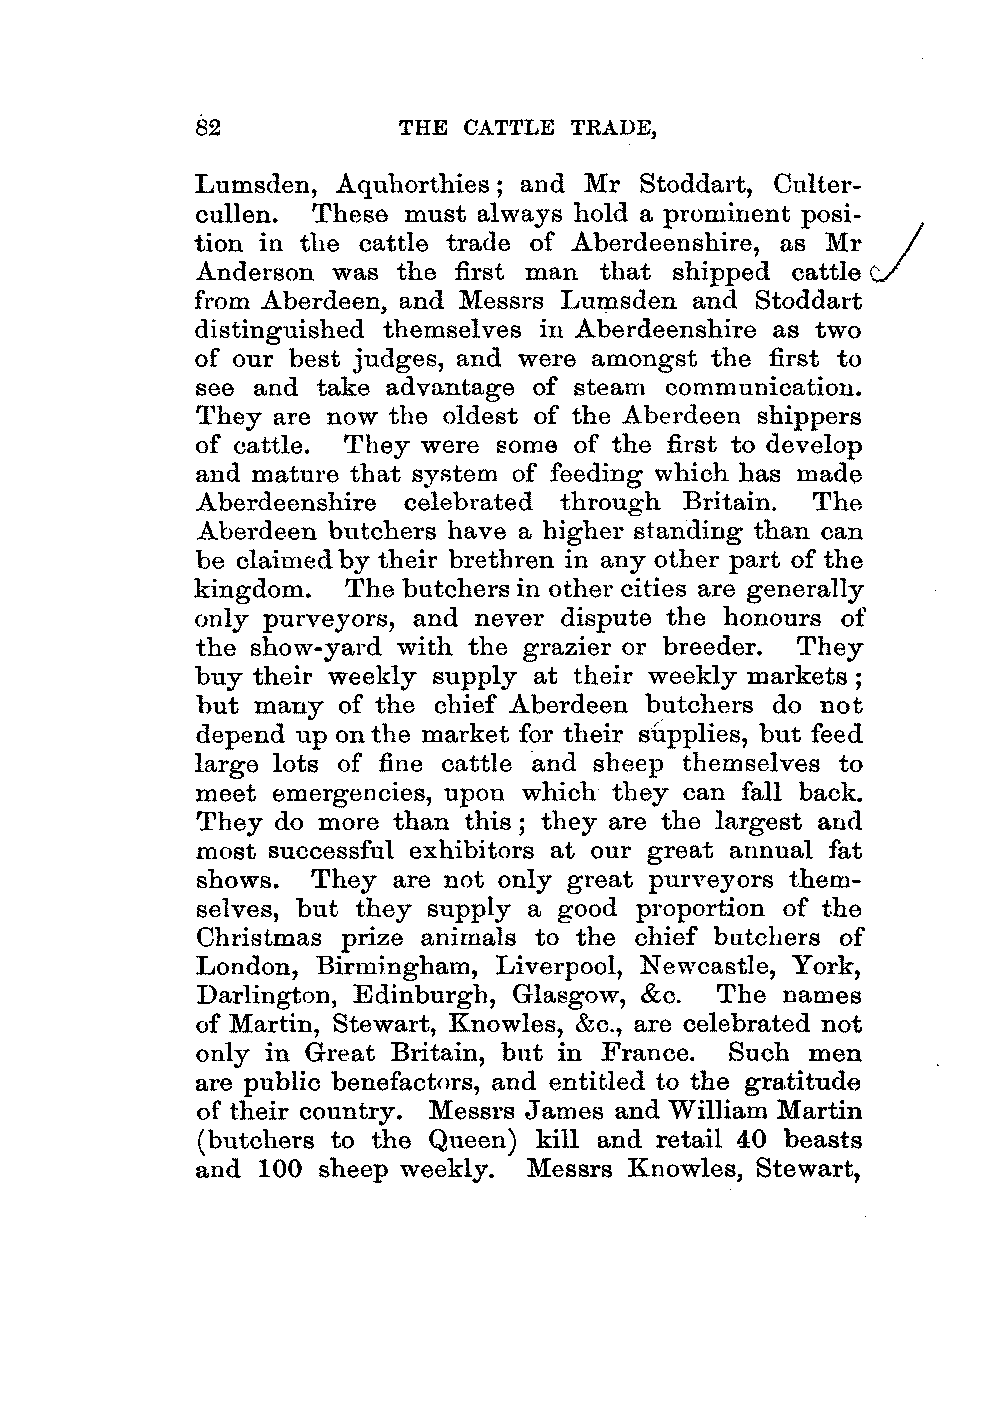 82 THE CATTLE TRADE,
Lumsden, Aquhorthies; and Mr Stoddart, Culter-
cullen. These must always hold a prominent posi-
tion in the cattle trade of Aberdeenshire, as Mr
Anderson was the first man that shipped cattle
from Aberdeen, and Messrs Lumsden and Stoddart
distinguished themselves in Aberdeenshire as two
of our best judges, and were amongst the first to
see and take advantage of steam communication.
They are now the oldest of the Aberdeen shippers
of cattle. They were some of the first to develop
and mature that system of feeding which has made
Aberdeenshire celebrated through Britain. The
Aberdeen butchers have a higher standing than can
be claimed by their brethren in any other part of the
kingdom. The butchers in other cities are generally
only purveyors, and never dispute the honours of
the show-yard with the grazier or breeder. They
buy their weekly supply at their weekly markets;
but many of the chief Aberdeen butchers do not
depend up on the market for their supplies, but feed
large lots of fine cattle and sheep themselves to
meet emergencies, upon which they can fall back.
They do more than this; they are the largest and
most successful exhibitors at our great annual fat
shows. They are not only great purveyors them-
selves, but they supply a good proportion of the
Christmas prize animals to the chief butchers of
London, Birmingham, Liverpool, Newcastle, York,
Darlington, Edinburgh, Glasgow, &c. The names
of Martin, Stewart, Knowles, &c., are celebrated not
only in Great Britain, but in France. Such men
are public benefactors, and entitled to the gratitude
of their country. Messrs James and William Martin
(butchers to the Queen) kill and retail 40 beasts
and 100 sheep weekly. Messrs Knowles, Stewart,